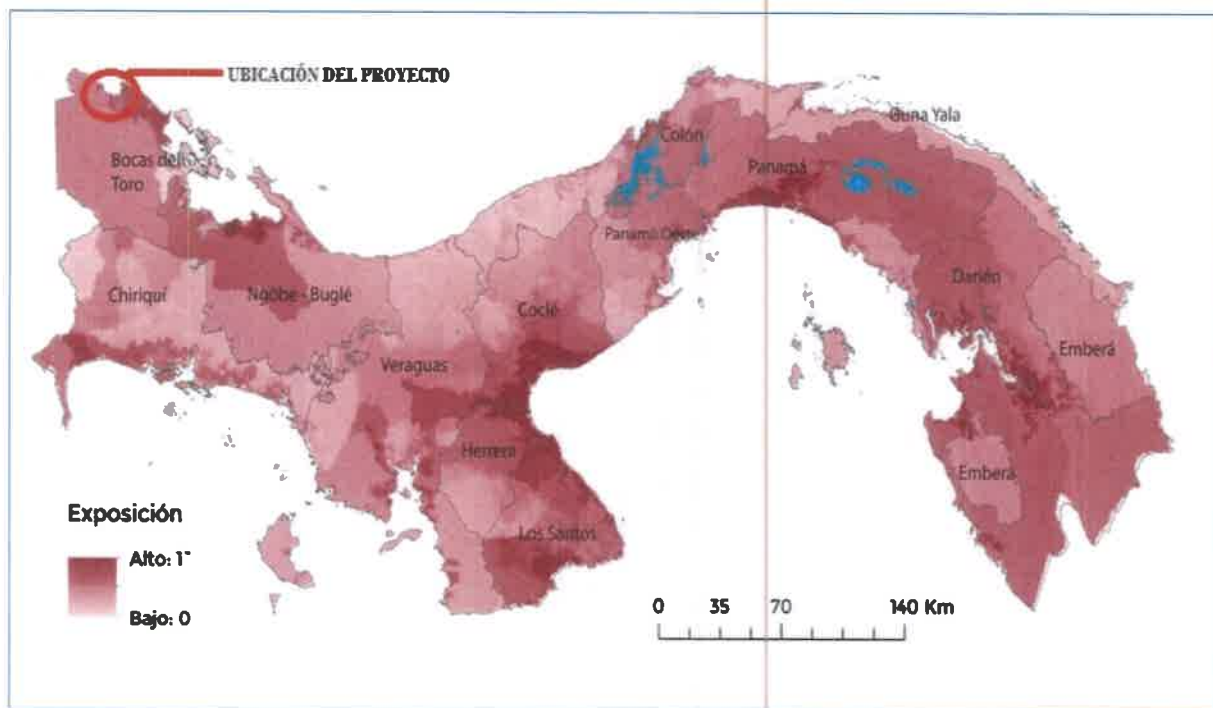 UBICACIÓN DEL PROYECTO
Guna Yala
Colón
Bocas del
Toro
Panamá
Panamá Oeste
Darién
Chiriquí
Ngöbe - Buglé
Coclé
Emberá
Veraguas
Herrera
Emberá
Exposición
Los Santos
Alto: 1
Bajo: 0
0 35 70 140 Km